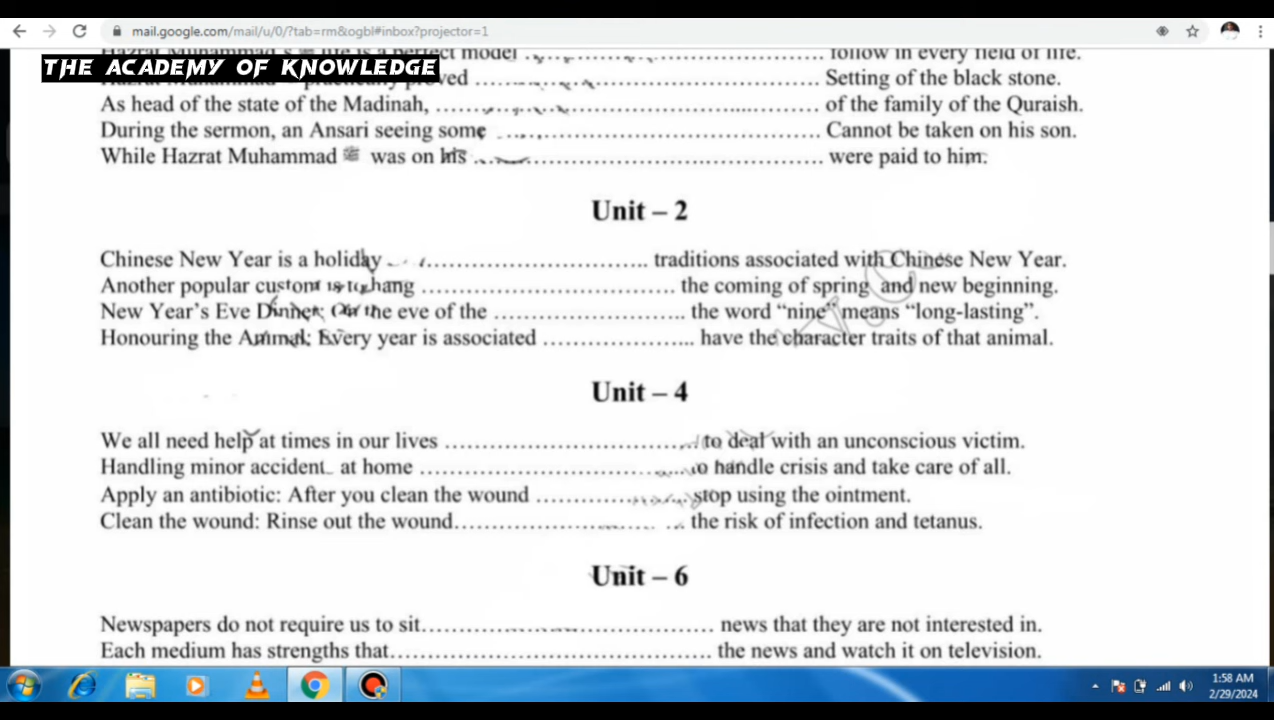 mail.google.com/mail/u/0/?tab=rm&ogbl#inbox?projector=1
Hazrat Muhammad's ﷺ life is a perfect model ........ follow in every field of life.
THE ACADEMY OF KNOWLEDGE
........ Setting of the black stone.
As head of the state of the Madinah, ........ of the family of the Quraish.
During the sermon, an Ansari seeing some ........ Cannot be taken on his son.
While Hazrat Muhammad ﷺ was on his ........ were paid to him.
Unit – 2
Chinese New Year is a holiday ........ traditions associated with Chinese New Year.
Another popular custom is to hang ........ the coming of spring and new beginning.
New Year's Eve Dinner: On the eve of the ........ the word "nine" means "long-lasting".
Honouring the Animal: Every year is associated ........ have the character traits of that animal.
Unit – 4
We all need help at times in our lives ........ to deal with an unconscious victim.
Handling minor accident at home ........ to handle crisis and take care of all.
Apply an antibiotic: After you clean the wound ........ stop using the ointment.
Clean the wound: Rinse out the wound........ the risk of infection and tetanus.
Unit – 6
Newspapers do not require us to sit........ news that they are not interested in.
Each medium has strengths that........ the news and watch it on television.
1:58 AM
2/29/2024